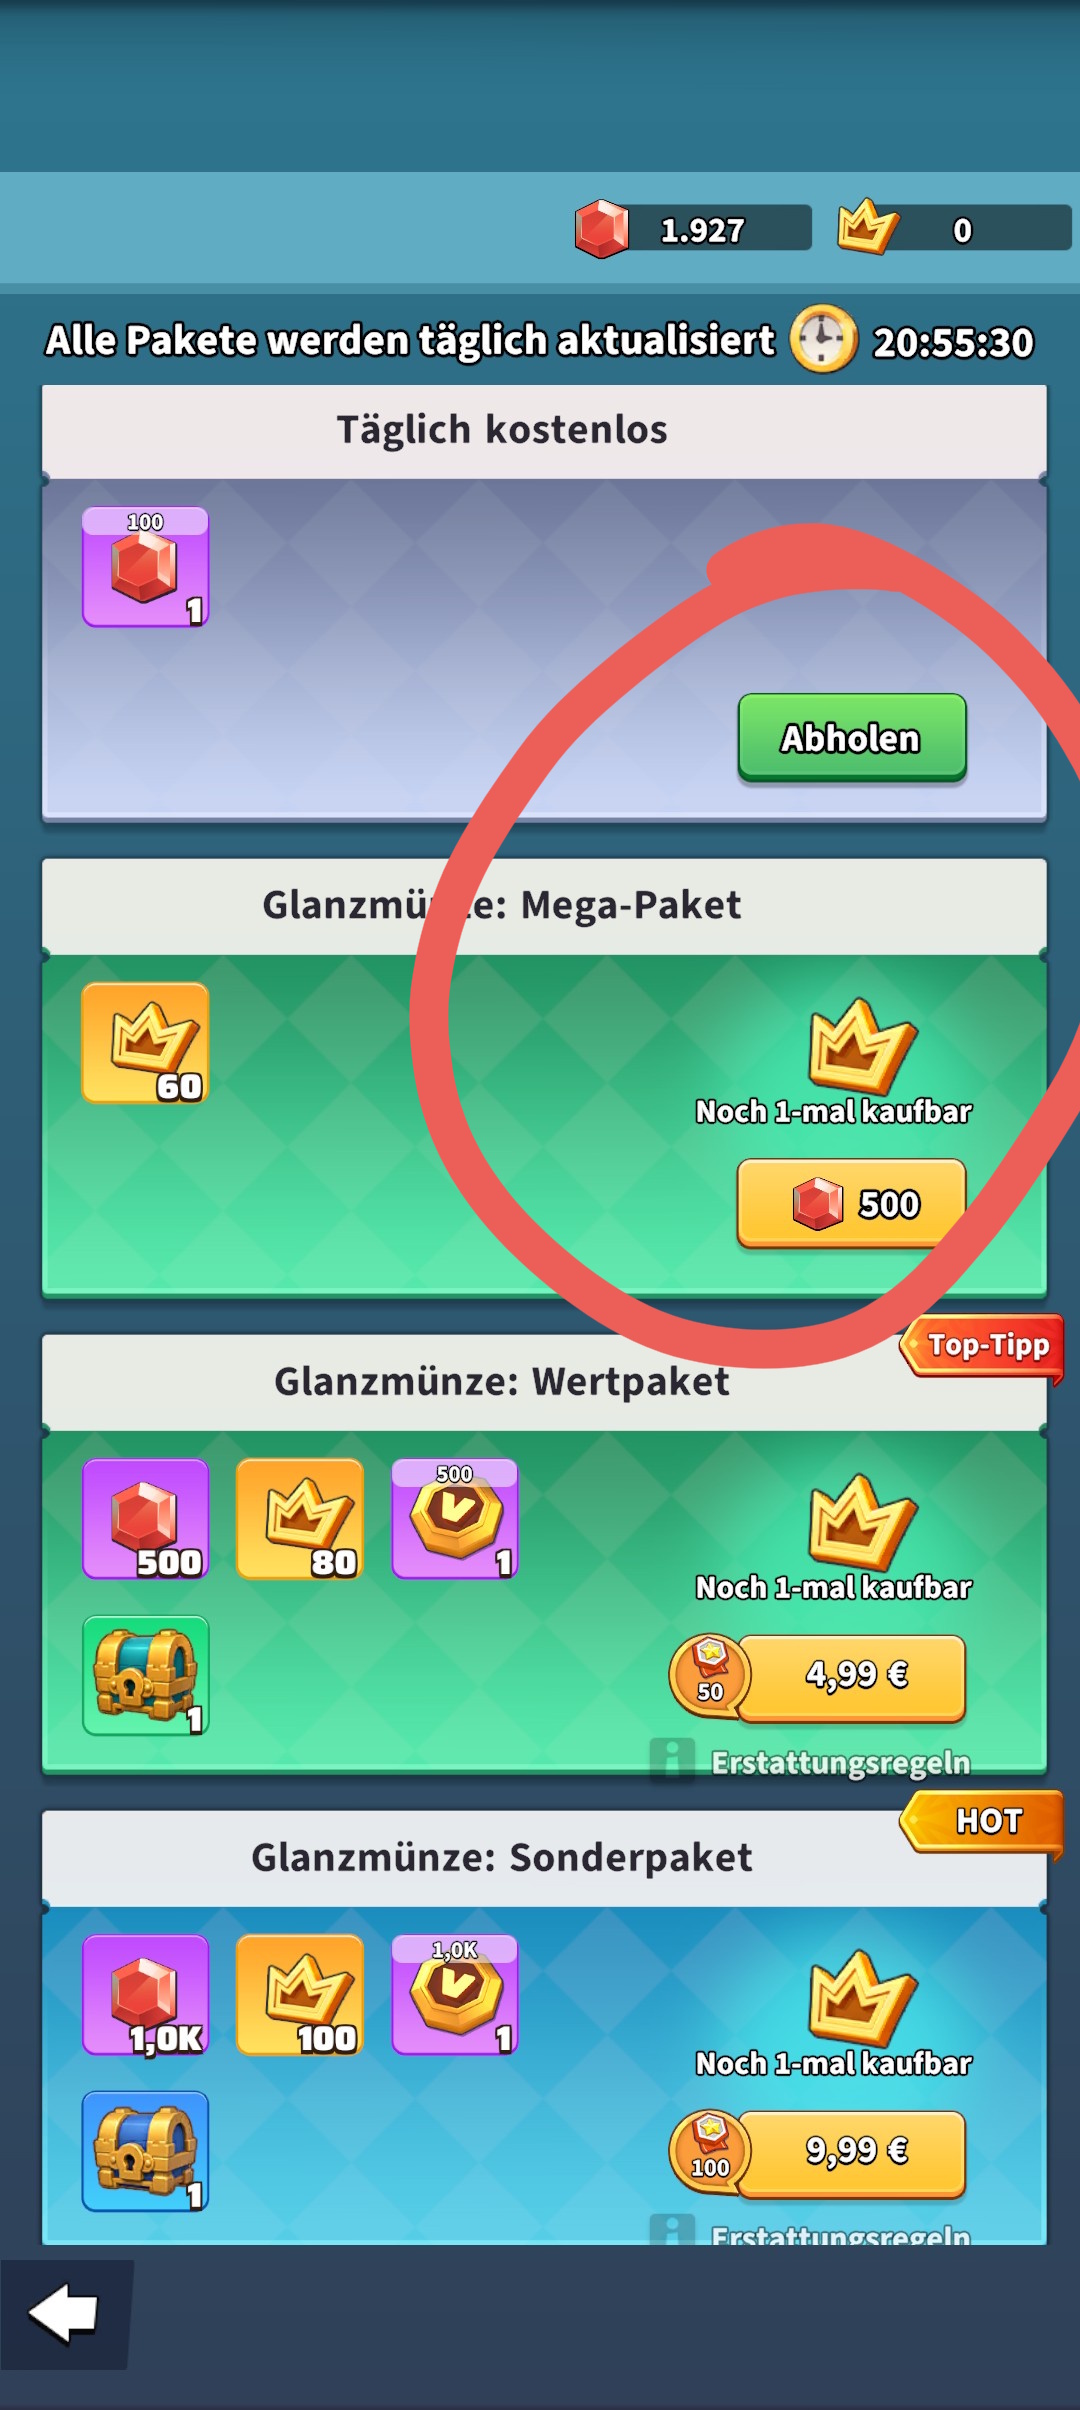 1.927
0
Alle Pakete werden täglich aktualisiert 20:55:30
Täglich kostenlos
100
1
Abholen
Glanzmü e: Mega-Paket
60
Noch 1-mal kaufbar
500
Top-Tipp
Glanzmünze: Wertpaket
500
80
500
1
Noch 1-mal kaufbar
1
50
4,99 €
Erstattungsregeln
HOT
Glanzmünze: Sonderpaket
1,0K
100
1,0K
1
Noch 1-mal kaufbar
1
100
9,99 €
Erstattungsregeln